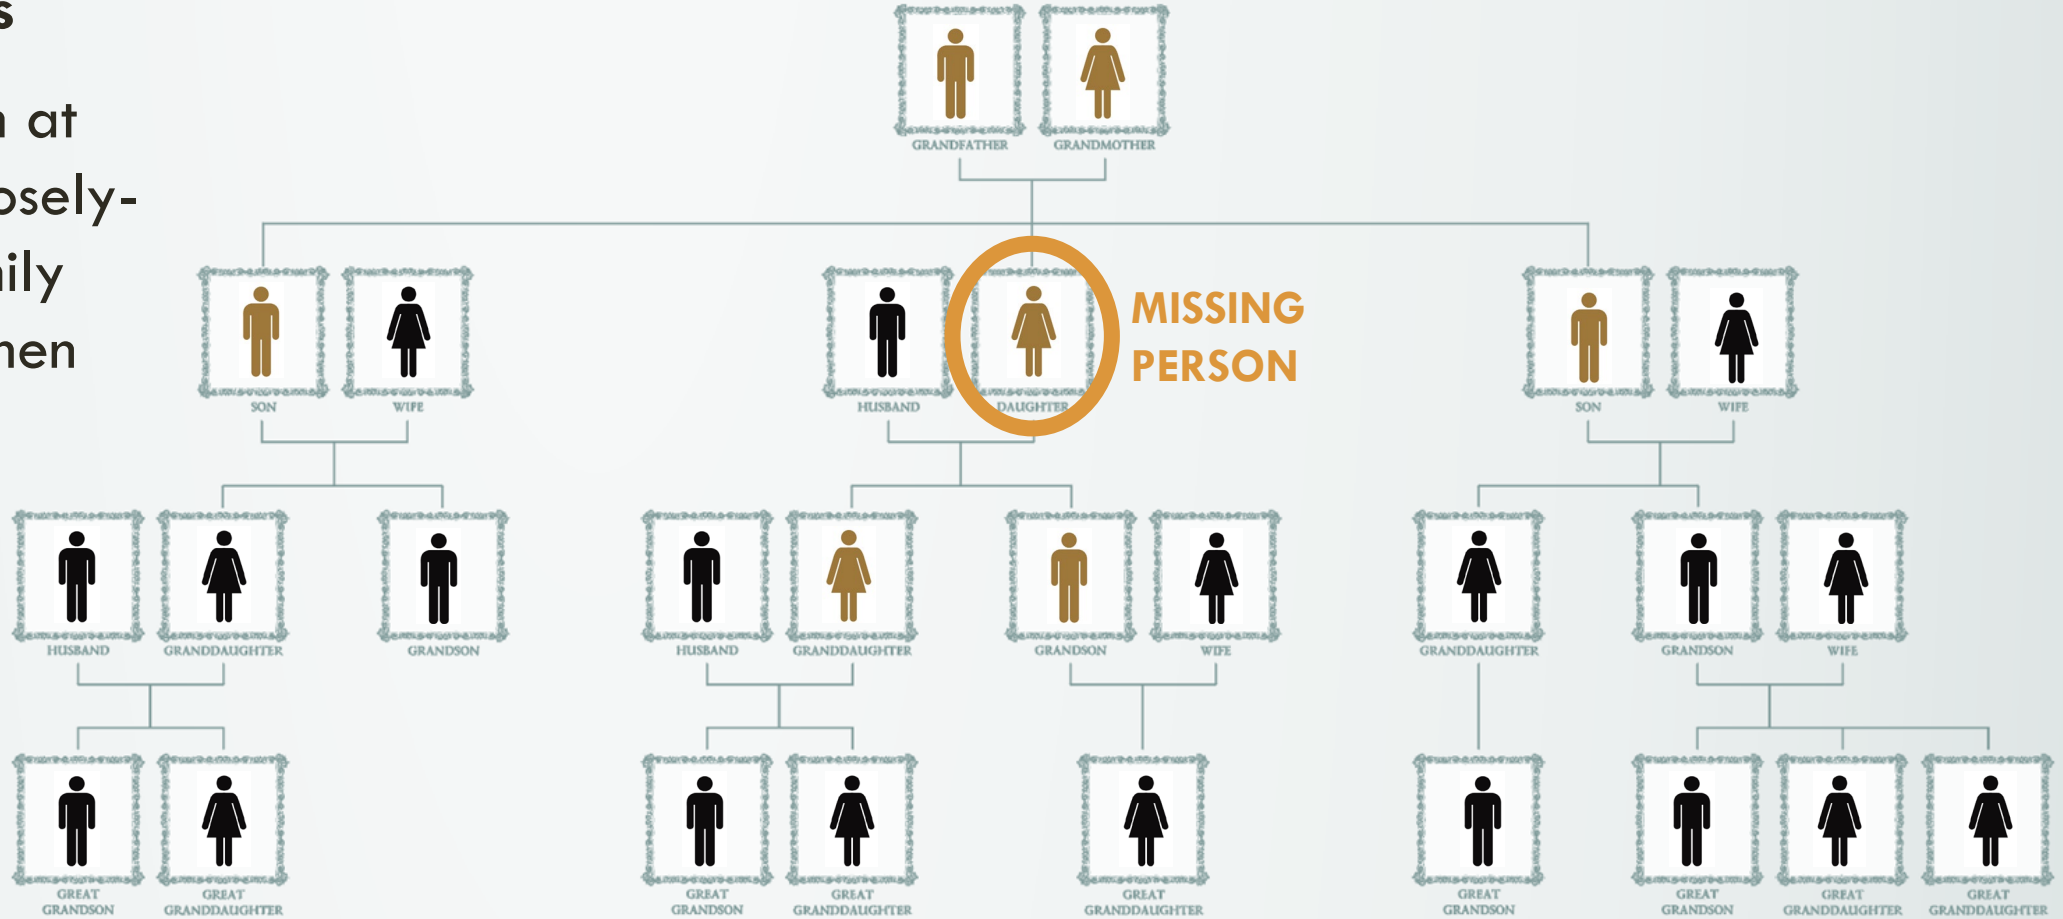 s
n at
osely-
nily
hen
GRANDFATHER GRANDMOTHER
MISSING
PERSON
SON WIFE HUSBAND DAUGHTER SON WIFE
HUSBAND GRANDDAUGHTER GRANDSON HUSBAND GRANDDAUGHTER GRANDSON WIFE GRANDDAUGHTER GRANDSON WIFE
GREAT GREAT GREAT GREAT GREAT GREAT GREAT GREAT GREAT
GRANDSON GRANDDAUGHTER GRANDSON GRANDDAUGHTER GRANDDAUGHTER GRANDSON GRANDSON GRANDDAUGHTER GRANDDAUGHTER